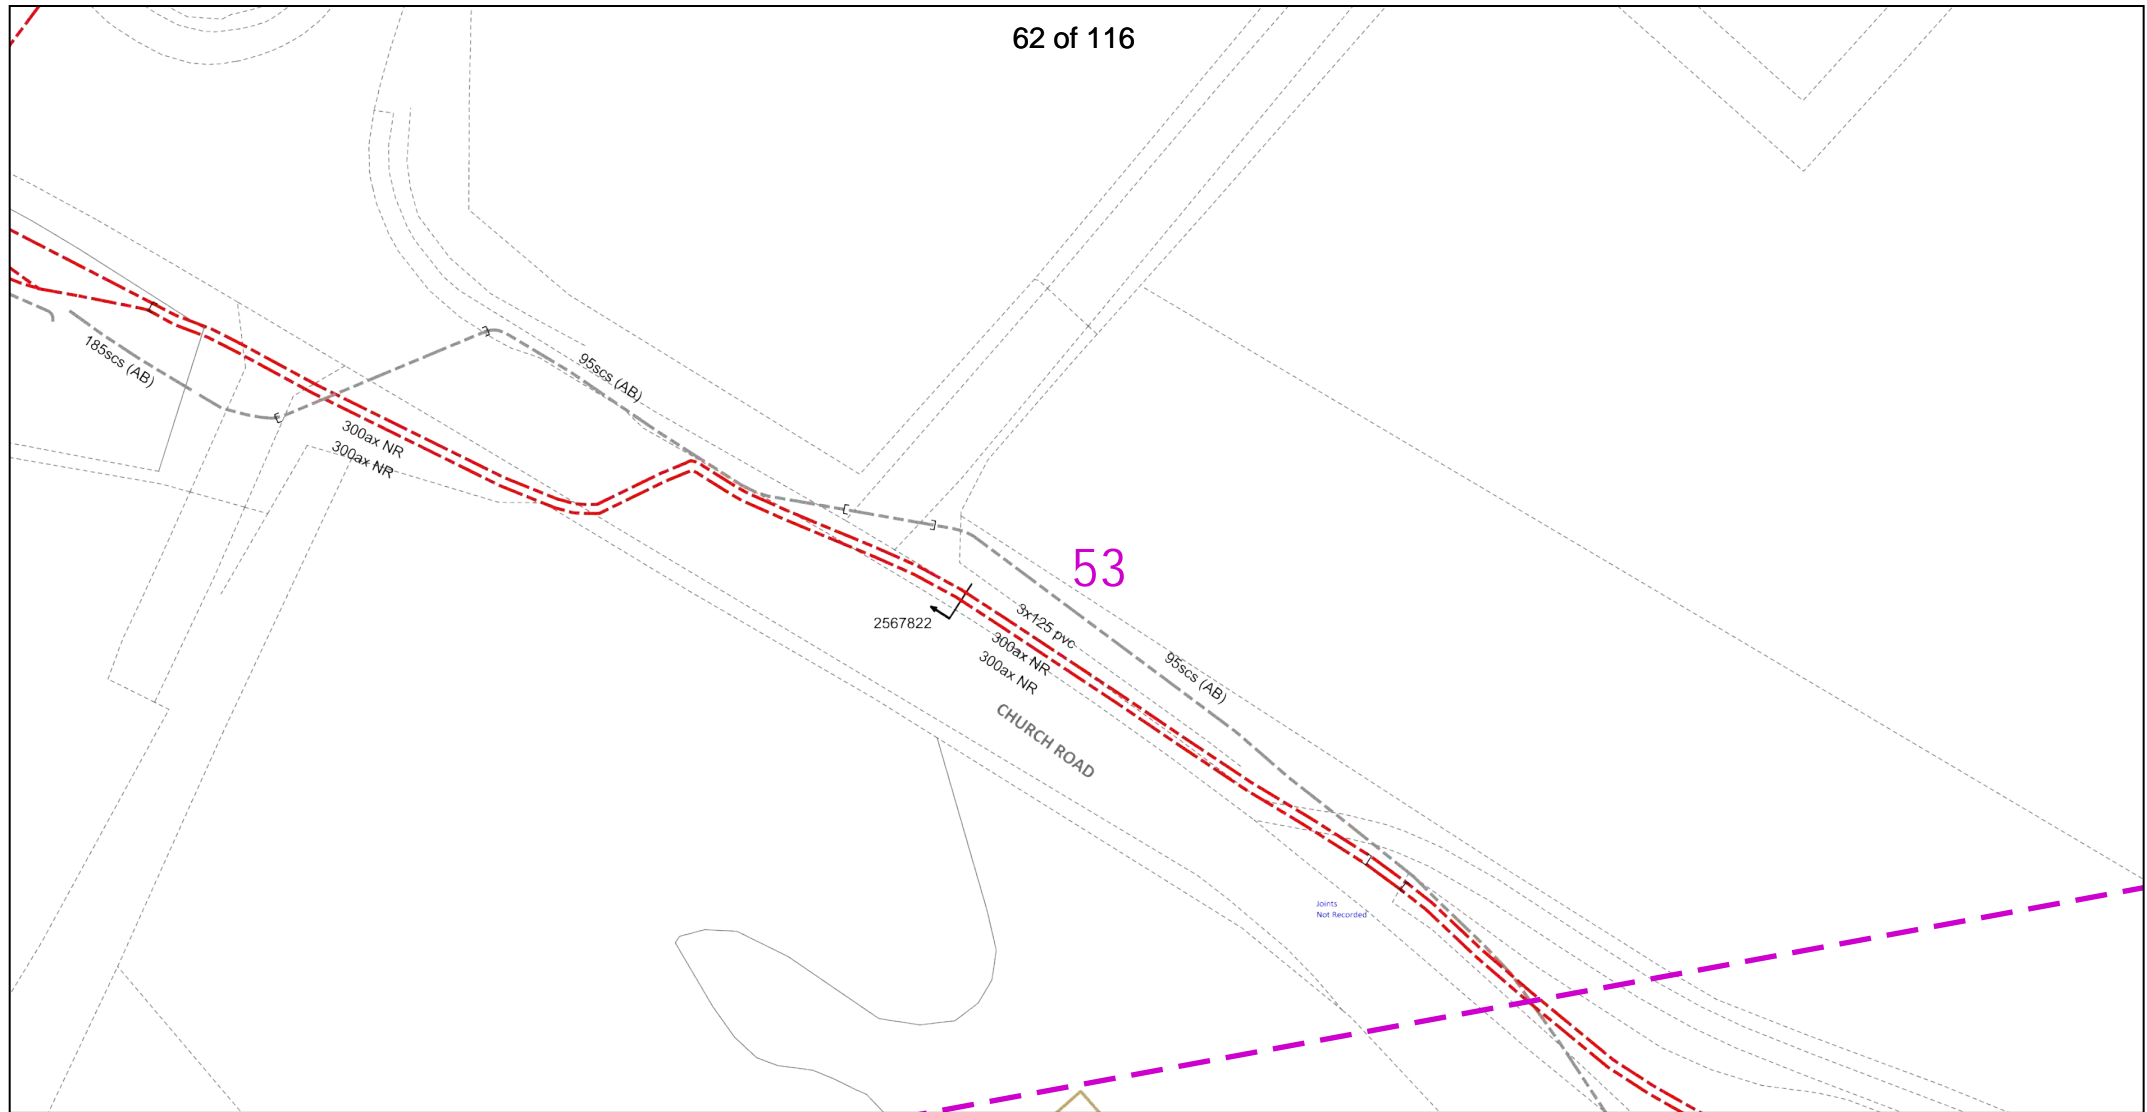 62 of 116
185scs (AB)
95scs (AB)
300ax NR
300ax NR
53
2567822
3x125 pvc
300ax NR
300ax NR
95scs (AB)
CHURCH ROAD
Joints
Not Recorded